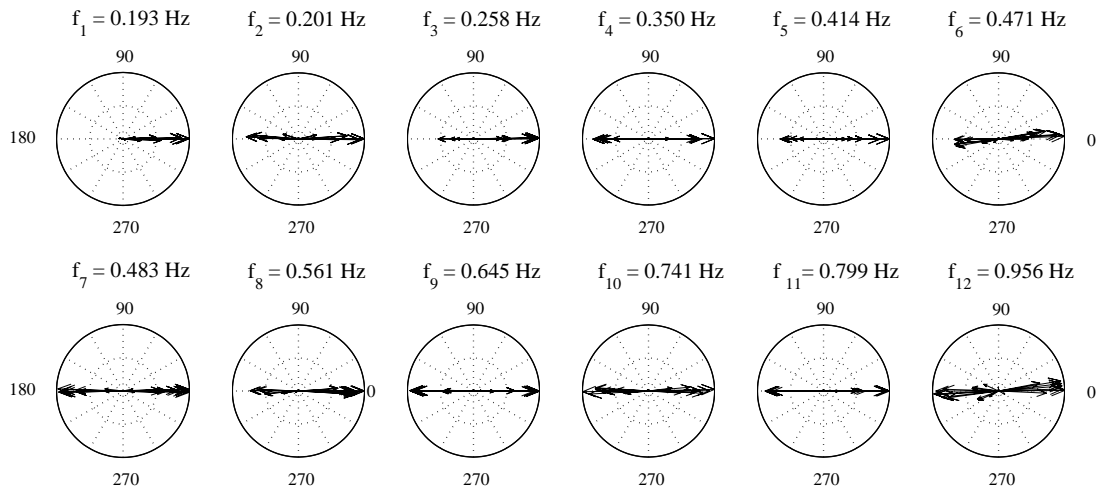 f1 = 0.193 Hz
f2 = 0.201 Hz
f3 = 0.258 Hz
f4 = 0.350 Hz
f5 = 0.414 Hz
f6 = 0.471 Hz
90 90 90 90 90 90
180 0
270 270 270 270 270 270
f7 = 0.483 Hz
f8 = 0.561 Hz
f9 = 0.645 Hz
f10 = 0.741 Hz
f11 = 0.799 Hz
f12 = 0.956 Hz
90 90 90 90 90 90
180 0 0
270 270 270 270 270 270